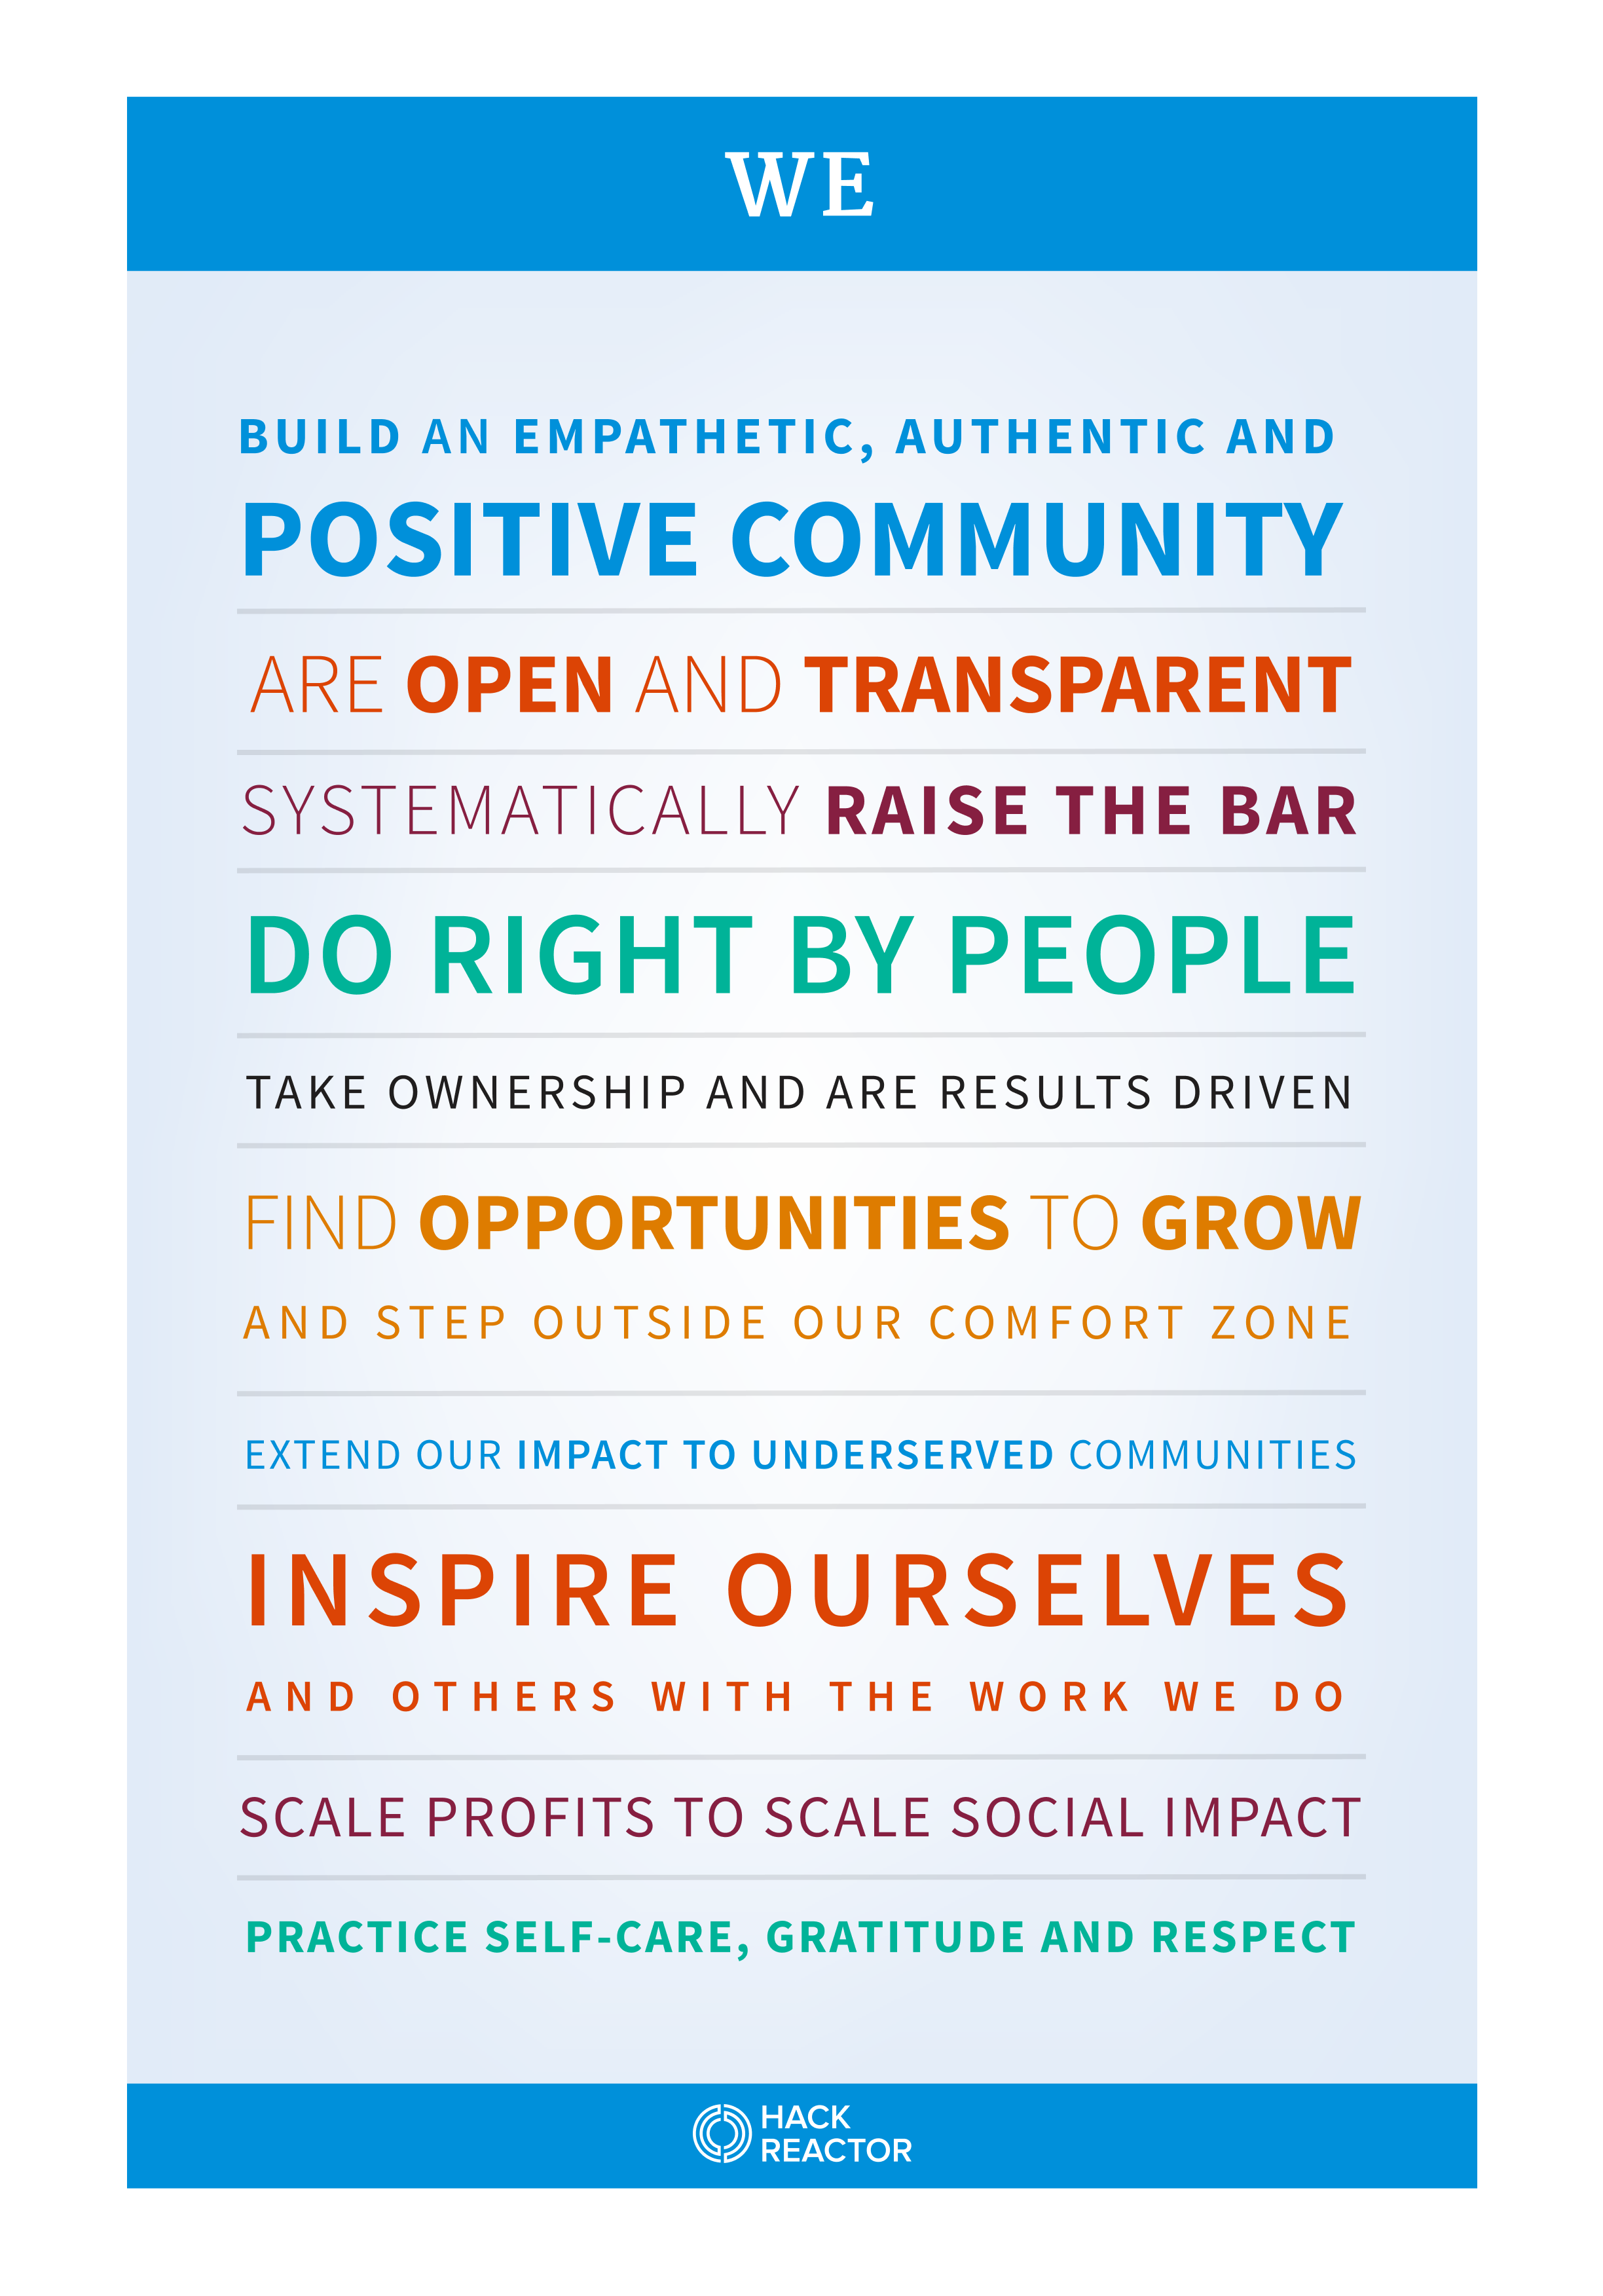 WE
BUILD AN EMPATHETIC, AUTHENTIC AND
POSITIVE COMMUNITY
ARE OPEN AND TRANSPARENT
SYSTEMATICALLY RAISE THE BAR
DO RIGHT BY PEOPLE
TAKE OWNERSHIP AND ARE RESULTS DRIVEN
FIND OPPORTUNITIES TO GROW
AND STEP OUTSIDE OUR COMFORT ZONE
EXTEND OUR IMPACT TO UNDERSERVED COMMUNITIES
INSPIRE OURSELVES
AND OTHERS WITH THE WORK WE DO
SCALE PROFITS TO SCALE SOCIAL IMPACT
PRACTICE SELF-CARE, GRATITUDE AND RESPECT
HACK
REACTOR